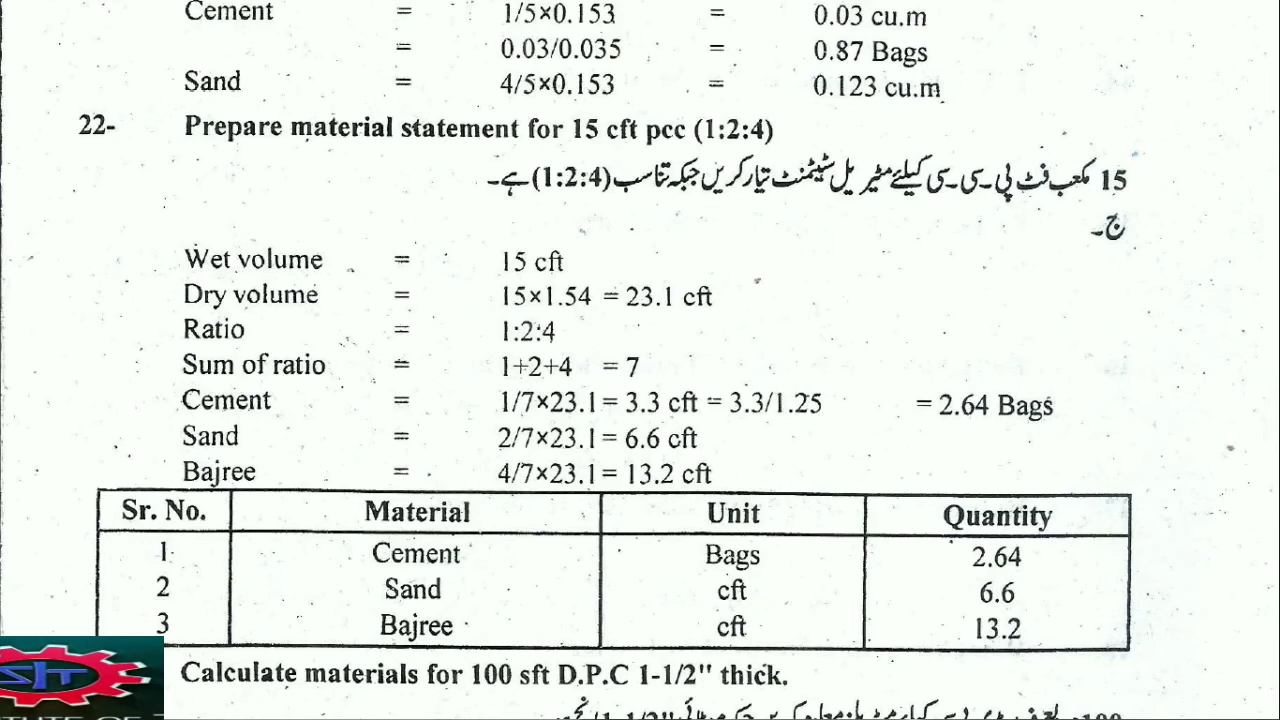 Cement = 1/5×0.153 = 0.03 cu.m
= 0.03/0.035 = 0.87 Bags
Sand = 4/5×0.153 = 0.123 cu.m
22- Prepare material statement for 15 cft pcc (1:2:4)
15 مکعب فٹ پی۔سی۔سی کیلئے مٹیریل سٹیٹمنٹ تیار کریں جبکہ تناسب (1:2:4) ہے۔
ج۔
Wet volume = 15 cft
Dry volume = 15×1.54 = 23.1 cft
Ratio = 1:2:4
Sum of ratio = 1+2+4 = 7
Cement = 1/7×23.1 = 3.3 cft = 3.3/1.25 = 2.64 Bags
Sand = 2/7×23.1 = 6.6 cft
Bajree = 4/7×23.1 = 13.2 cft
Sr. No. Material Unit Quantity
1 Cement Bags 2.64
2 Sand cft 6.6
3 Bajree cft 13.2
Calculate materials for 100 sft D.P.C 1-1/2" thick.